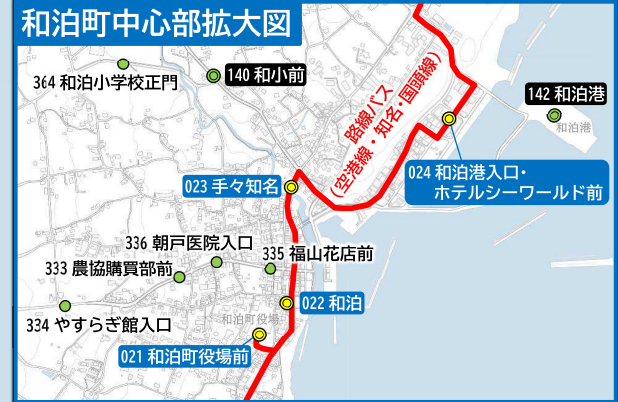 和泊町中心部拡大図
364 和泊小学校正門
140 和小前
142 和泊港
和泊港
路線バス
(空港線・知名・国頭線)
024 和泊港入口・
ホテルシーワールド前
023 手々知名
336 朝戸医院入口
335 福山花店前
333 農協購買部前
022 和泊
334 やすらぎ館入口
和泊町役場
021 和泊町役場前